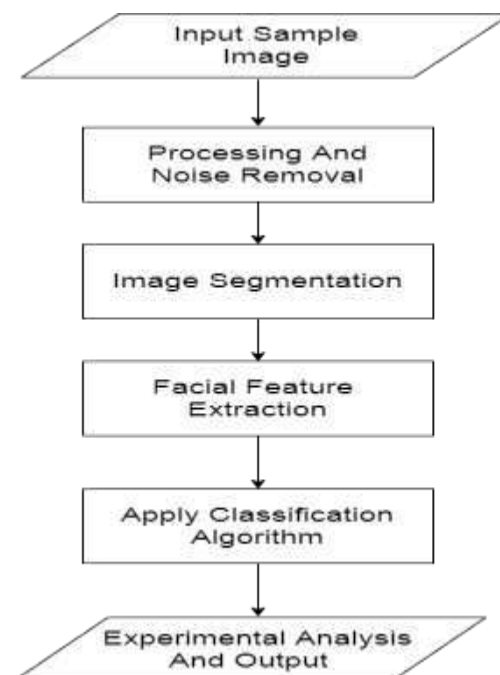 Input Sample
Image
Processing And
Noise Removal
Image Segmentation
Facial Feature
Extraction
Apply Classification
Algorithm
Experimental Analysis
And Output